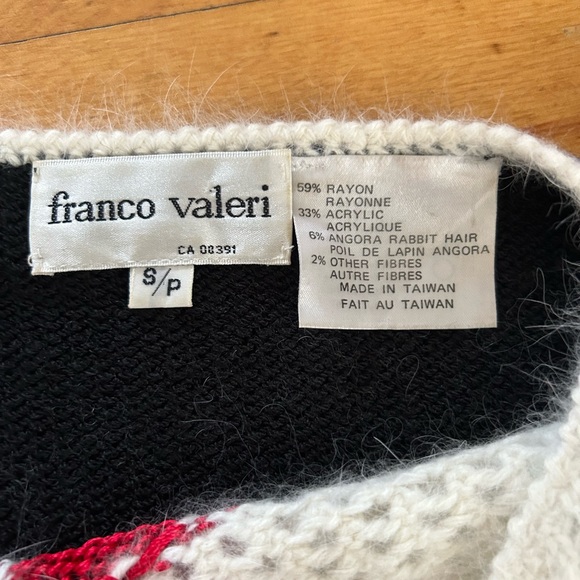 franco valeri
CA 08391
S/P
59% RAYON
RAYONNE
33% ACRYLIC
ACRYLIQUE
6% ANGORA RABBIT HAIR
POIL DE LAPIN ANGORA
2% OTHER FIBRES
AUTRE FIBRES
MADE IN TAIWAN
FAIT AU TAIWAN